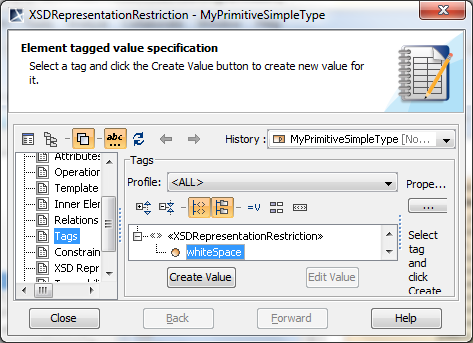 XSDRepresentationRestriction - MyPrimitiveSimpleType
Element tagged value specification
Select a tag and click the Create Value button to create new value for
it.
abc...
History : MyPrimitiveSimpleType [No...
Attributes
Operation
Template
Inner Elem
Relations
Tags
Constrain
XSD Repr
Tags
Profile: <ALL>
Prope...
=v
...
«» «XSDRepresentationRestriction»
whiteSpace
Select
tag
and
click
Create
Create Value
Edit Value
Close
Back
Forward
Help